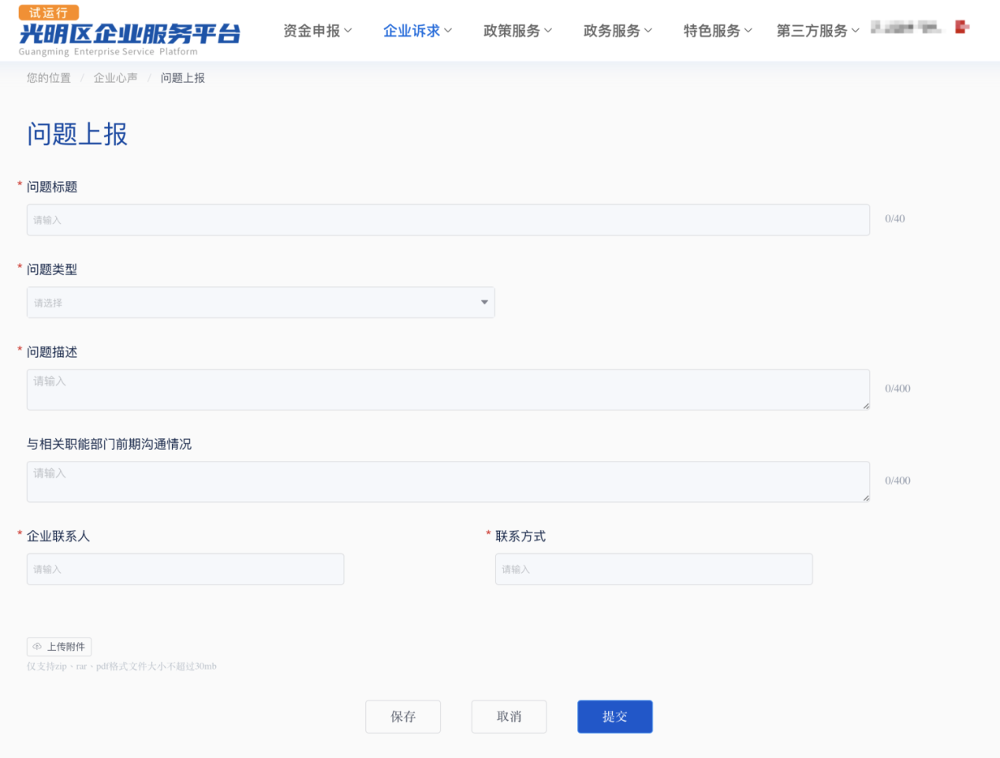 试运行
光明区企业服务平台
Guangming Enterprise Service Platform
资金申报 企业诉求 政策服务 政务服务 特色服务 第三方服务
您的位置 / 企业心声 / 问题上报
问题上报
* 问题标题
请输入 0/40
* 问题类型
请选择
* 问题描述
请输入 0/400
与相关职能部门前期沟通情况
请输入 0/400
* 企业联系人 * 联系方式
请输入 请输入
上传附件
仅支持zip、rar、pdf格式文件大小不超过30mb
保存 取消 提交